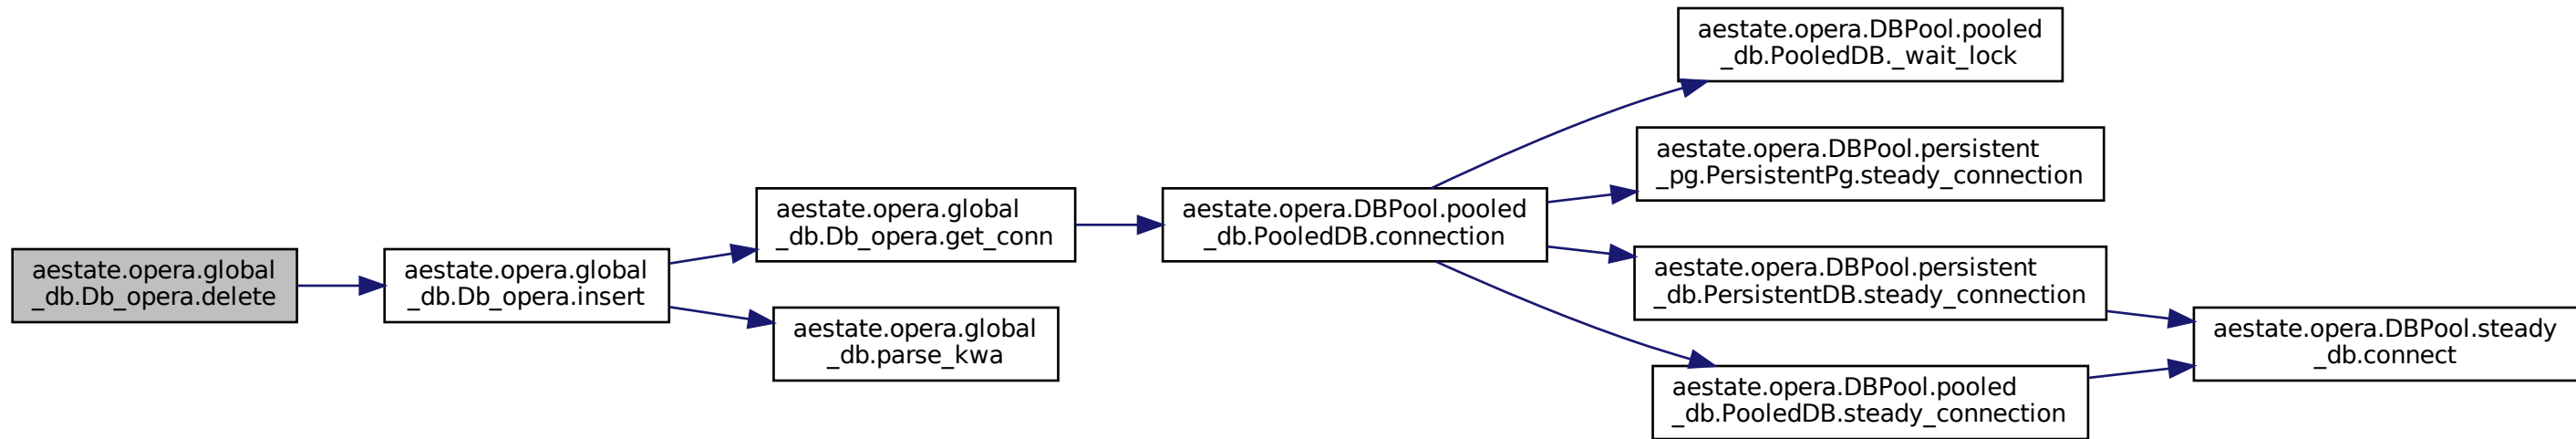 aestate.opera.global
_db.Db_opera.delete
aestate.opera.global
_db.Db_opera.insert
aestate.opera.global
_db.Db_opera.get_conn
aestate.opera.global
_db.parse_kwa
aestate.opera.DBPool.pooled
_db.PooledDB.connection
aestate.opera.DBPool.pooled
_db.PooledDB._wait_lock
aestate.opera.DBPool.persistent
_pg.PersistentPg.steady_connection
aestate.opera.DBPool.persistent
_db.PersistentDB.steady_connection
aestate.opera.DBPool.pooled
_db.PooledDB.steady_connection
aestate.opera.DBPool.steady
_db.connect